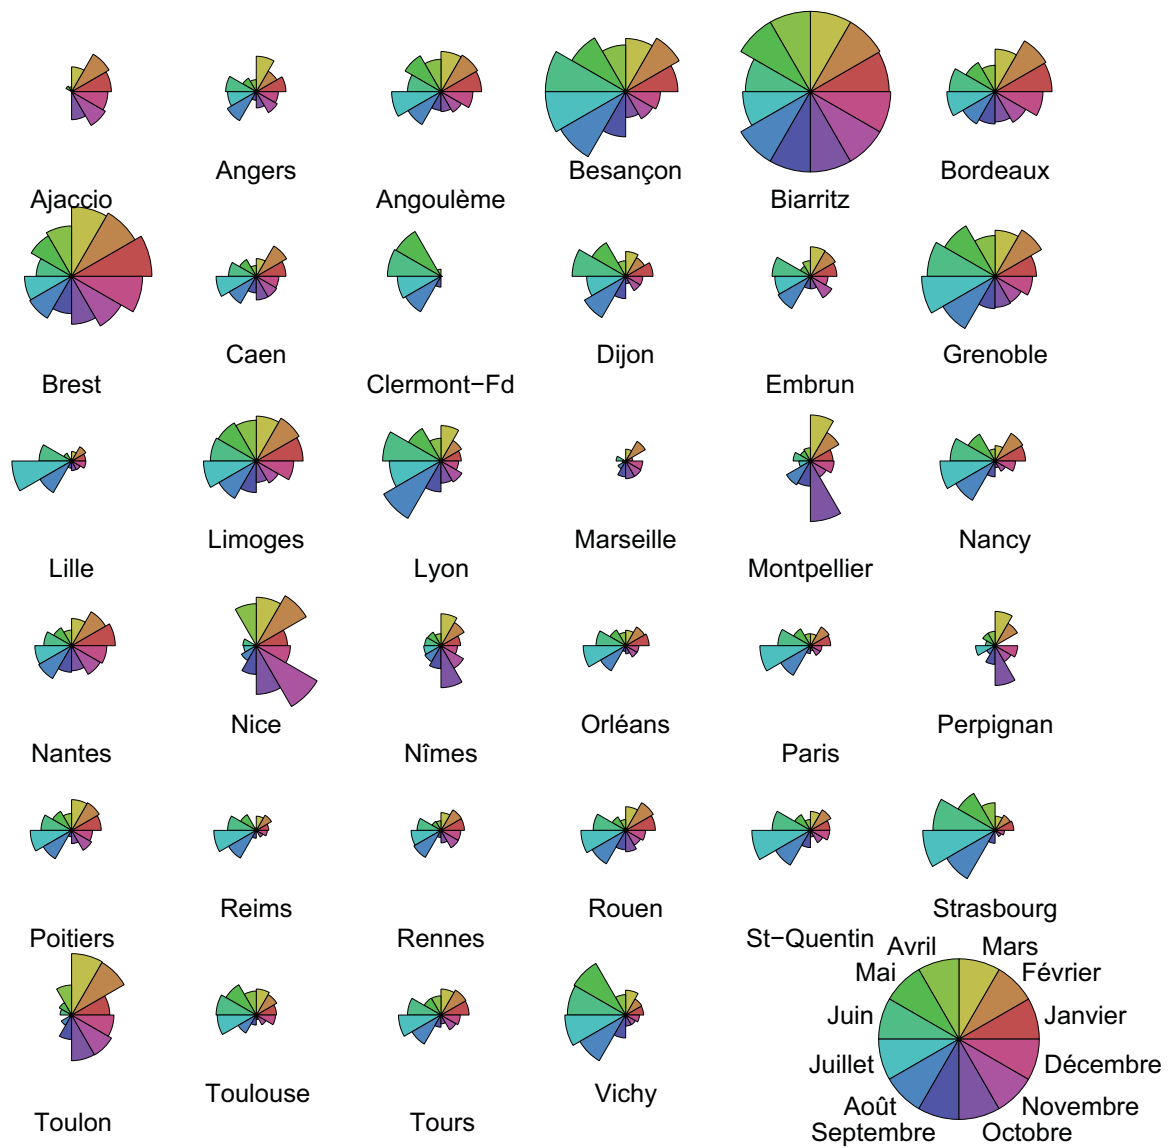 Ajaccio
Angers
Angoulême
Besançon
Biarritz
Bordeaux
Brest
Caen
Clermont−Fd
Dijon
Embrun
Grenoble
Lille
Limoges
Lyon
Marseille
Montpellier
Nancy
Nantes
Nice
Nîmes
Orléans
Paris
Perpignan
Poitiers
Reims
Rennes
Rouen
St−Quentin
Strasbourg
Toulon
Toulouse
Tours
Vichy
Janvier
Février
Mars
Avril
Mai
Juin
Juillet
Août
Septembre
Octobre
Novembre
Décembre